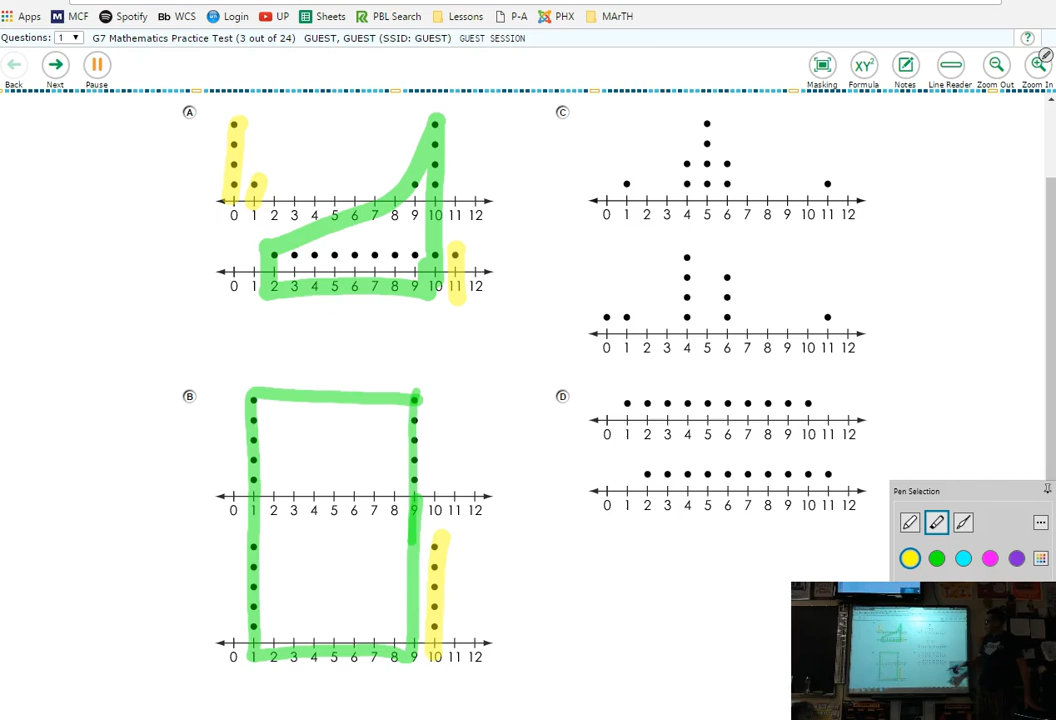 Apps MCF Spotify Bb WCS Login UP Sheets PBL Search Lessons P-A PHX MArTH
Questions: 1 G7 Mathematics Practice Test (3 out of 24) GUEST, GUEST (SSID: GUEST) GUEST SESSION ?
XY²
Back Next Pause Masking Formula Notes Line Reader Zoom Out Zoom In
A
0 1 2 3 4 5 6 7 8 9 10 11 12
0 1 2 3 4 5 6 7 8 9 10 11 12
B
0 1 2 3 4 5 6 7 8 9 10 11 12
0 1 2 3 4 5 6 7 8 9 10 11 12
C
0 1 2 3 4 5 6 7 8 9 10 11 12
0 1 2 3 4 5 6 7 8 9 10 11 12
D
0 1 2 3 4 5 6 7 8 9 10 11 12
0 1 2 3 4 5 6 7 8 9 10 11 12
Pen Selection